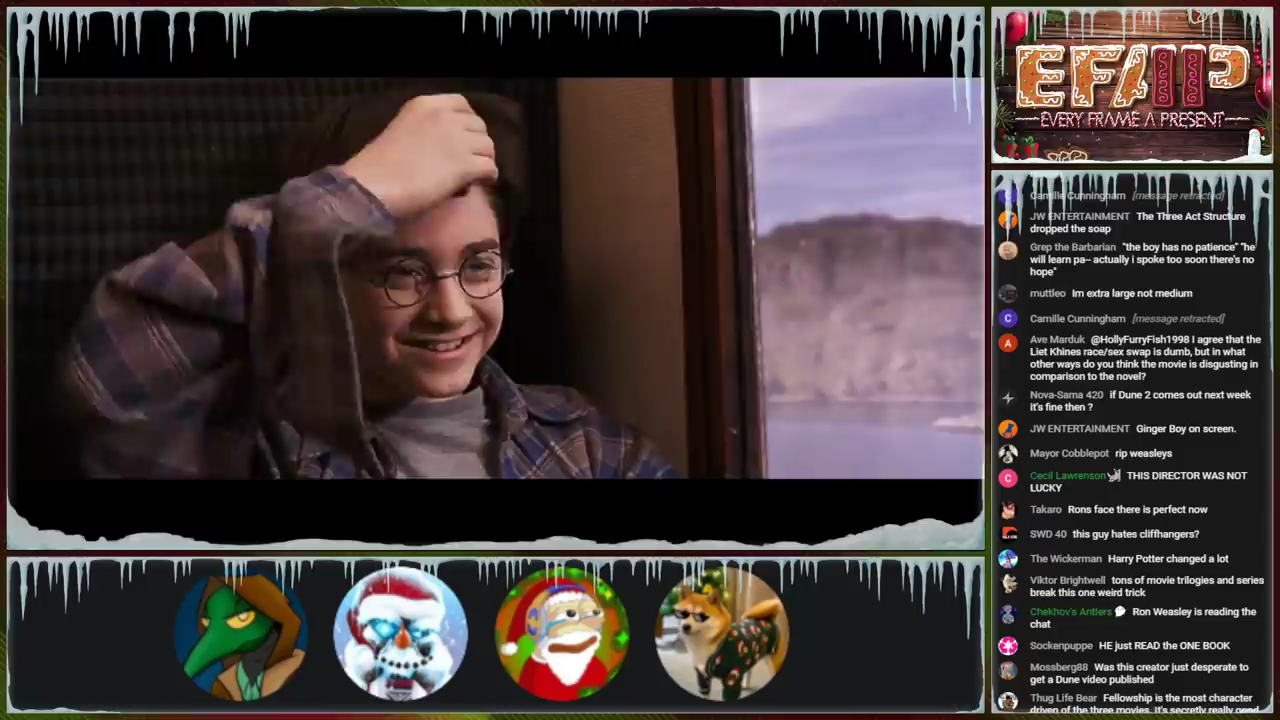 EFAP
EVERY FRAME A PRESENT
Camille Cunningham [message retracted]
JW ENTERTAINMENT The Three Act Structure
dropped the soap
Grep the Barbarian "the boy has no patience" "he
will learn pa-- actually i spoke too soon there's no
hope"
muttleo Im extra large not medium
C Camille Cunningham [message retracted]
A Ave Marduk @HollyFurryFish1998 I agree that the
Liet Khines race/sex swap is dumb, but in what
other ways do you think the movie is disgusting in
comparison to the novel?
Nova-Sama 420 if Dune 2 comes out next week
it's fine then ?
JW ENTERTAINMENT Ginger Boy on screen.
Mayor Cobblepot rip weasleys
C Cecil Lawrenson THIS DIRECTOR WAS NOT
LUCKY
Takaro Rons face there is perfect now
SWD 40 this guy hates cliffhangers?
The Wickerman Harry Potter changed a lot
Viktor Brightwell tons of movie trilogies and series
break this one weird trick
Chekhov's Antlers Ron Weasley is reading the
chat
Sockenpuppe HE just READ the ONE BOOK
Mossberg88 Was this creator just desperate to
get a Dune video published
Thug Life Bear Fellowship is the most character
driven of the three movies. It's secretly really good